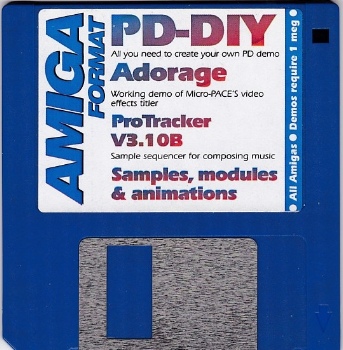 AMIGA
FORMAT
PD-DIY
All you need to create your own PD demo
Adorage
Working demo of Micro-PACE's video
effects titler
ProTracker
V3.10B
Sample sequencer for composing music
Samples, modules
& animations
● All Amigas ● Demos require 1 meg ●